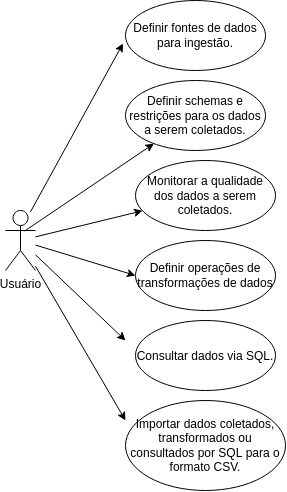 Definir fontes de dados
para ingestão.
Definir schemas e
restrições para os dados
a serem coletados.
Monitorar a qualidade
dos dados a serem
coletados.
Usuário
Definir operações de
transformações de dados
Consultar dados via SQL.
Importar dados coletados,
transformados ou
consultados por SQL para o
formato CSV.